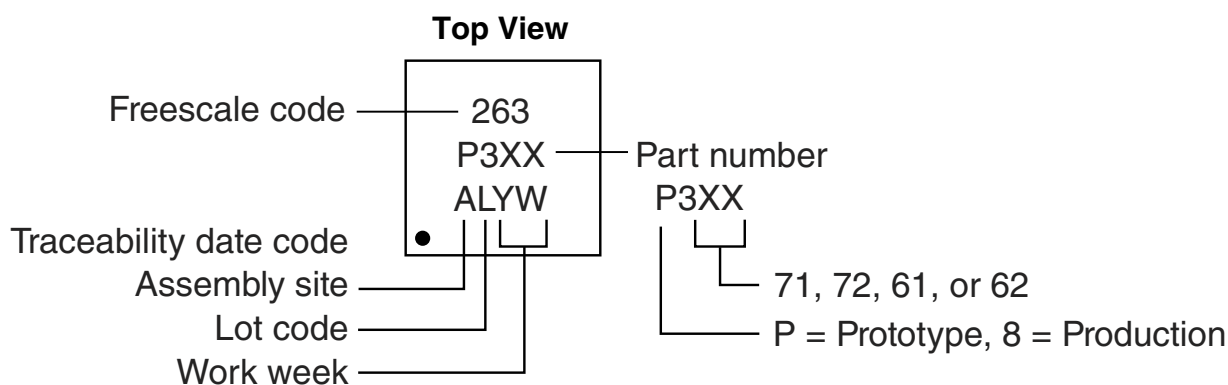 Top View
Freescale code
263
P3XX
Part number
ALYW
P3XX
Traceability date code
Assembly site
71, 72, 61, or 62
Lot code
P = Prototype, 8 = Production
Work week